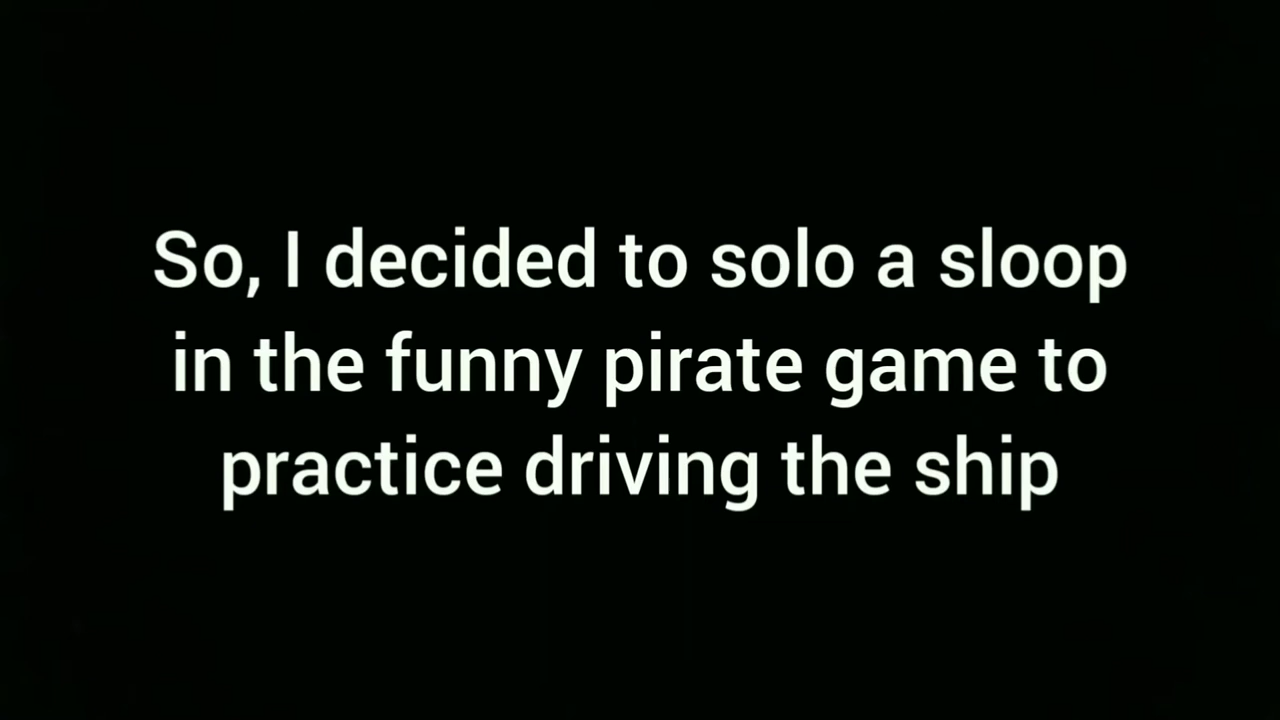 So, I decided to solo a sloop
in the funny pirate game to
practice driving the ship